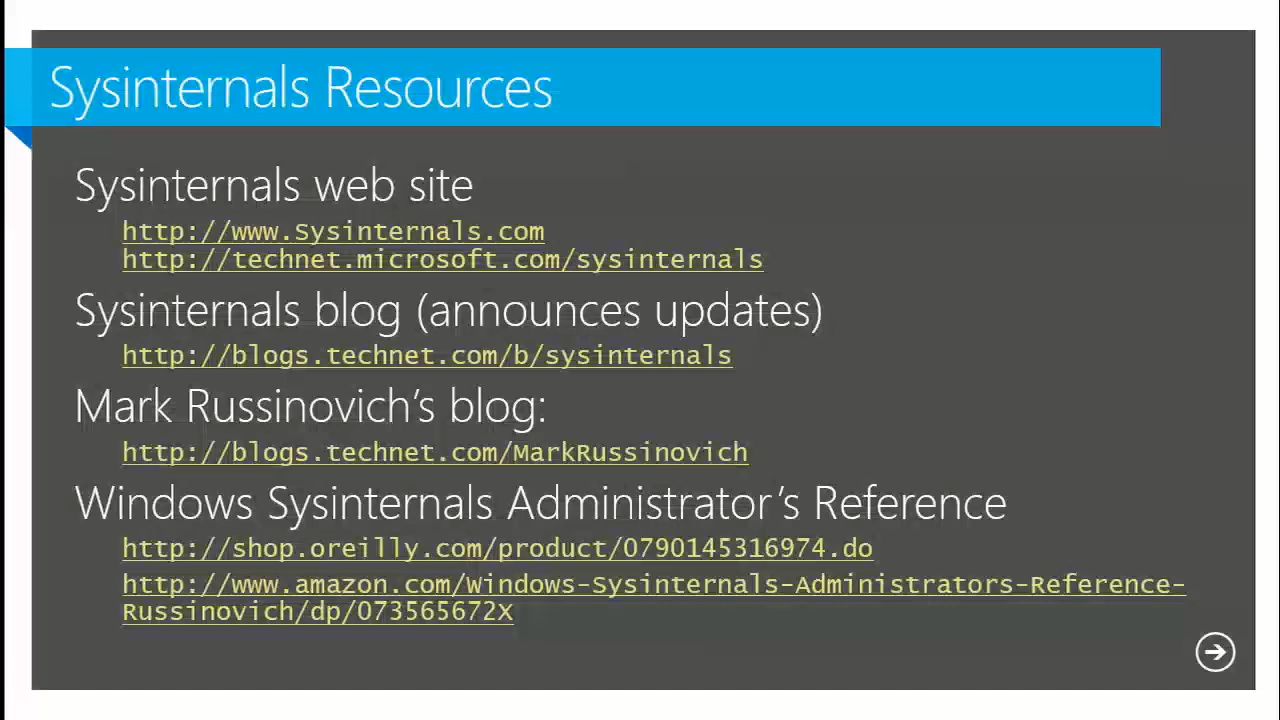 Sysinternals Resources
Sysinternals web site
http://www.Sysinternals.com
http://technet.microsoft.com/sysinternals
Sysinternals blog (announces updates)
http://blogs.technet.com/b/sysinternals
Mark Russinovich’s blog:
http://blogs.technet.com/MarkRussinovich
Windows Sysinternals Administrator’s Reference
http://shop.oreilly.com/product/0790145316974.do
http://www.amazon.com/Windows-Sysinternals-Administrators-Reference-
Russinovich/dp/073565672X